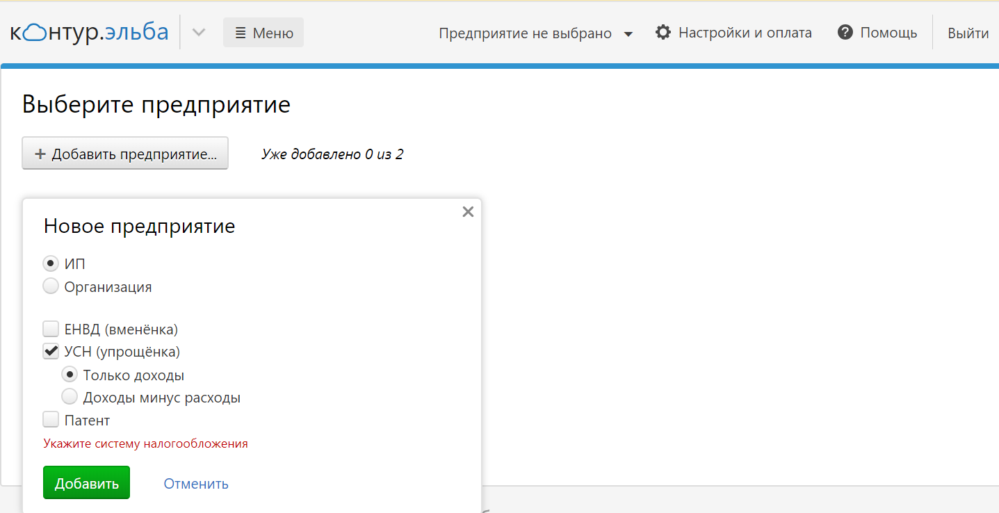 контур.эльба
Меню
Предприятие не выбрано
Настройки и оплата
Помощь
Выйти
Выберите предприятие
+ Добавить предприятие...
Уже добавлено 0 из 2
Новое предприятие
ИП
Организация
ЕНВД (вменёнка)
УСН (упрощёнка)
Только доходы
Доходы минус расходы
Патент
Укажите систему налогообложения
Добавить
Отменить